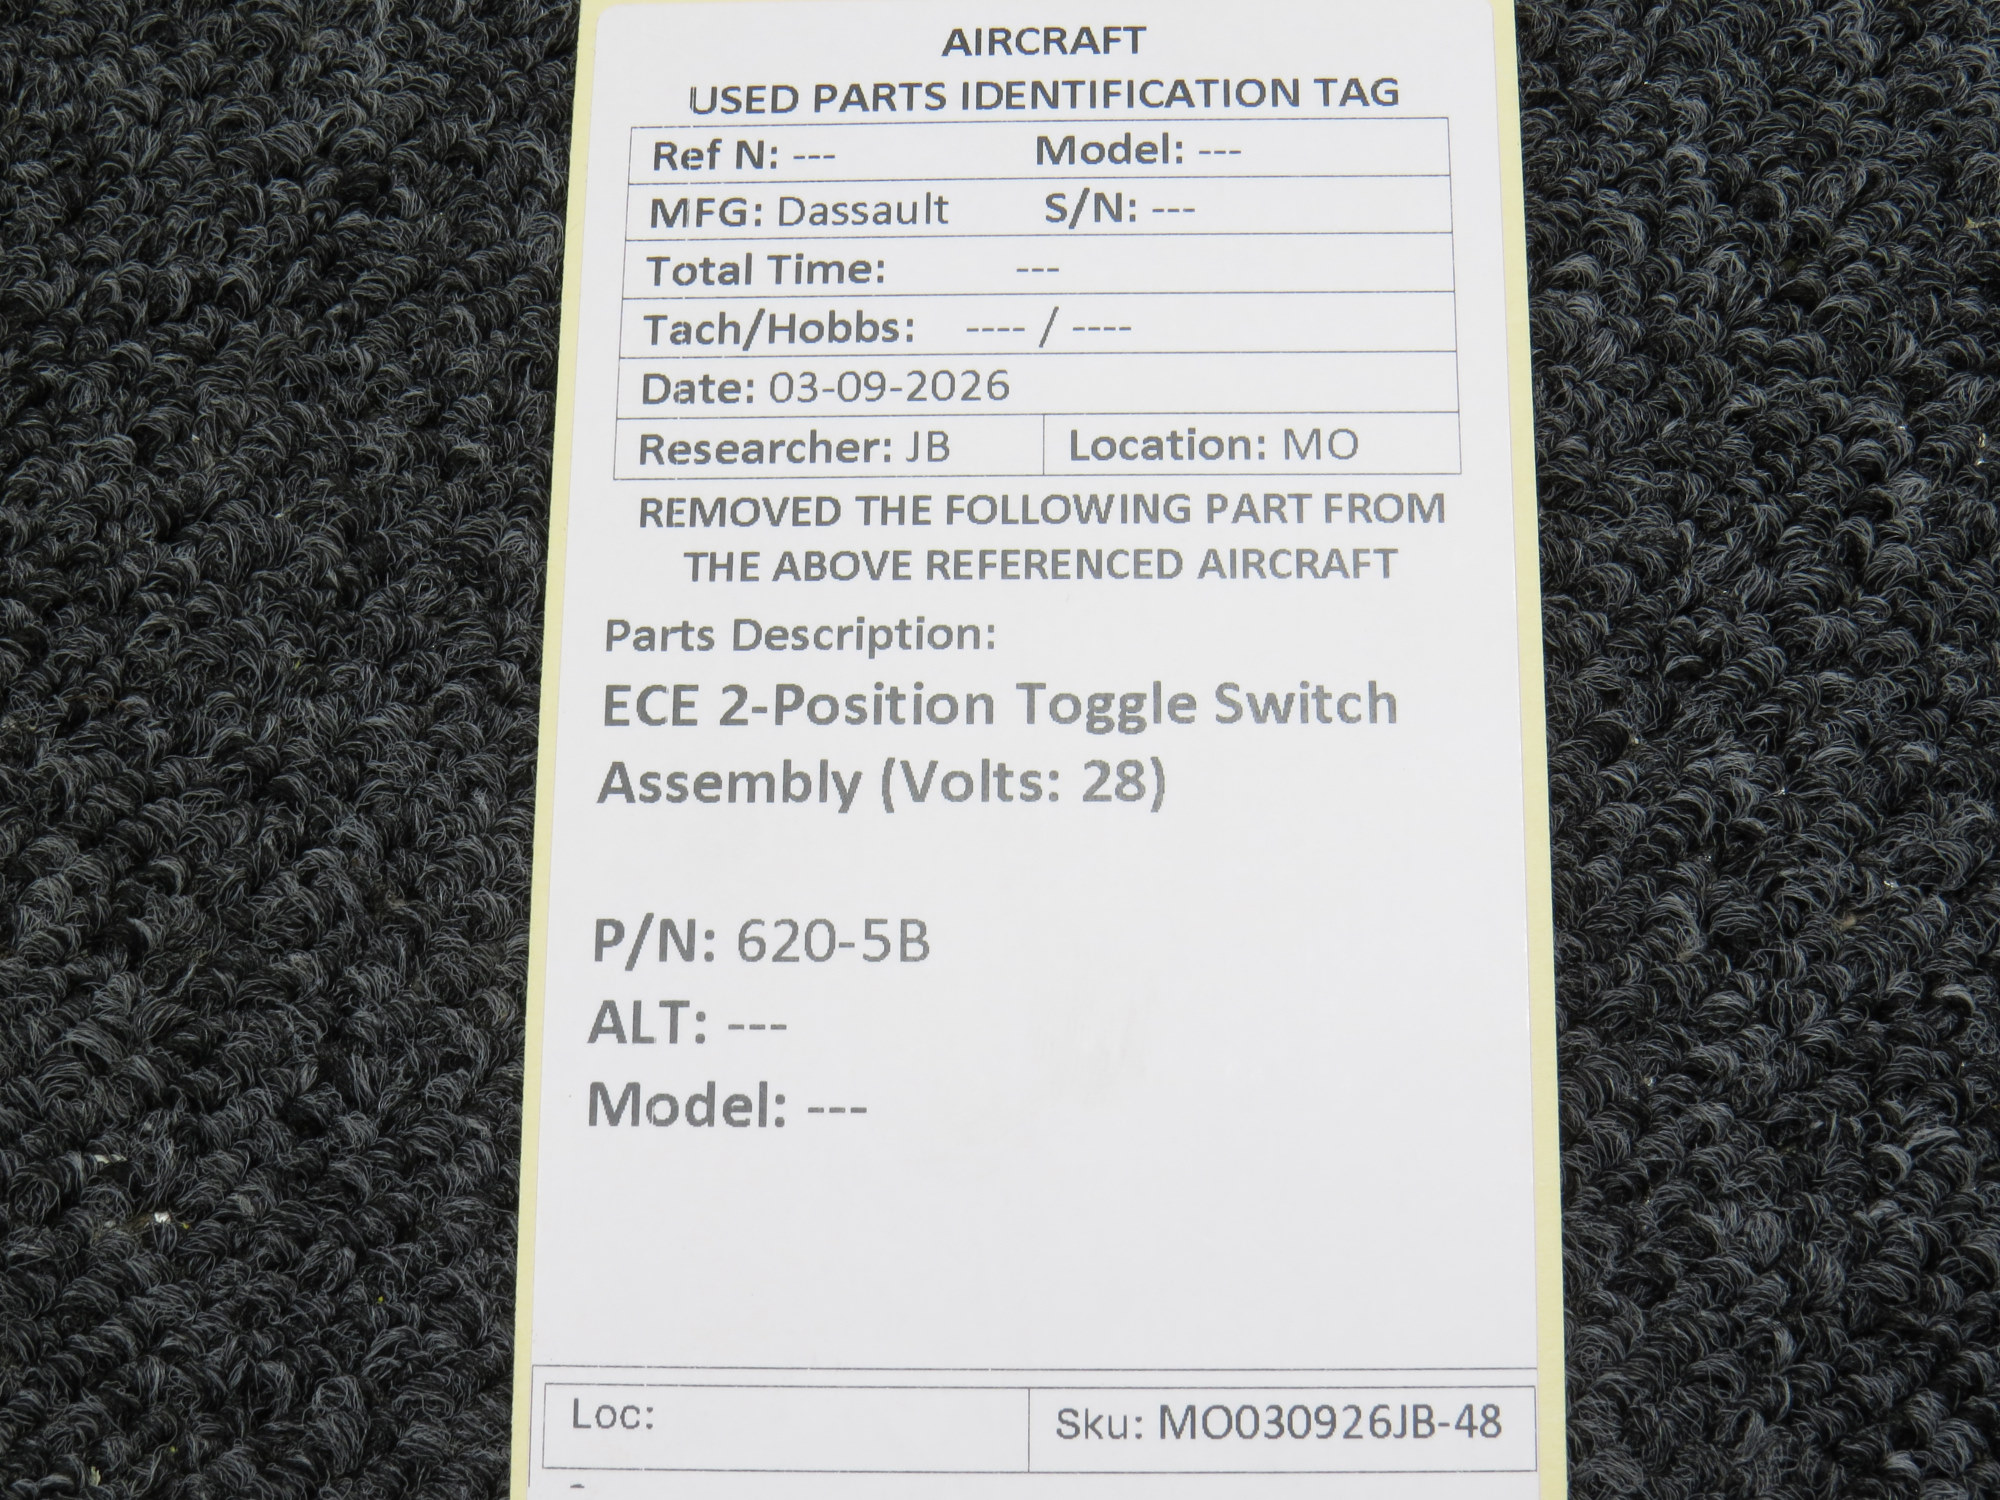 AIRCRAFT
USED PARTS IDENTIFICATION TAG
Ref N: --- Model: ---
MFG: Dassault S/N: ---
Total Time: ---
Tach/Hobbs: ---- / ----
Date: 03-09-2026
Researcher: JB Location: MO
REMOVED THE FOLLOWING PART FROM
THE ABOVE REFERENCED AIRCRAFT
Parts Description:
ECE 2-Position Toggle Switch
Assembly (Volts: 28)
P/N: 620-5B
ALT: ---
Model: ---
Loc: Sku: MO030926JB-48